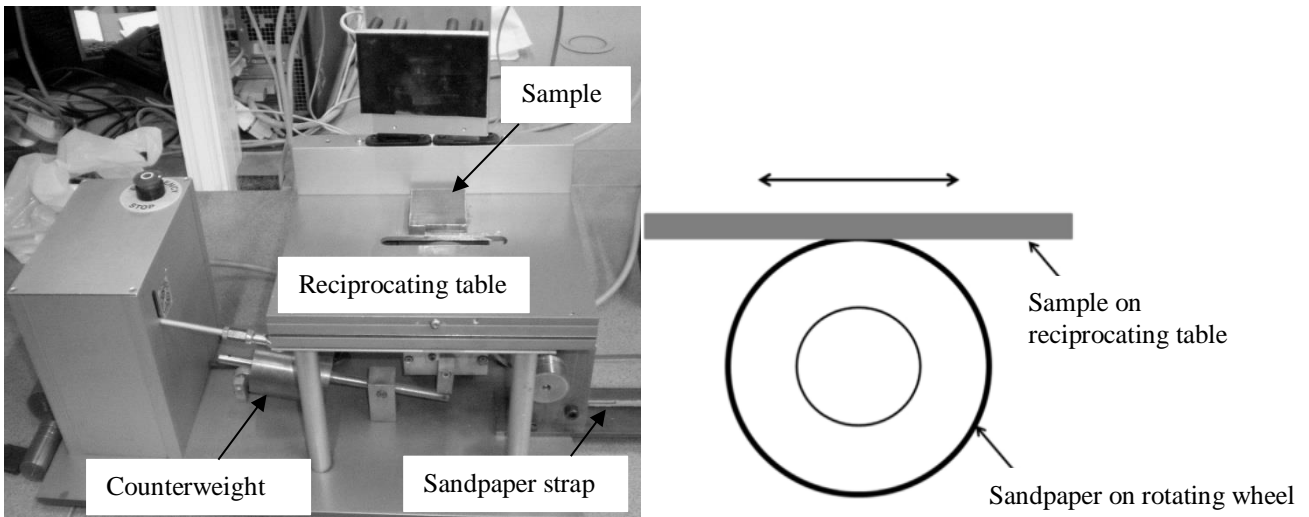 Sample
STOP
Reciprocating table
Counterweight
Sandpaper strap
Sample on
reciprocating table
Sandpaper on rotating wheel